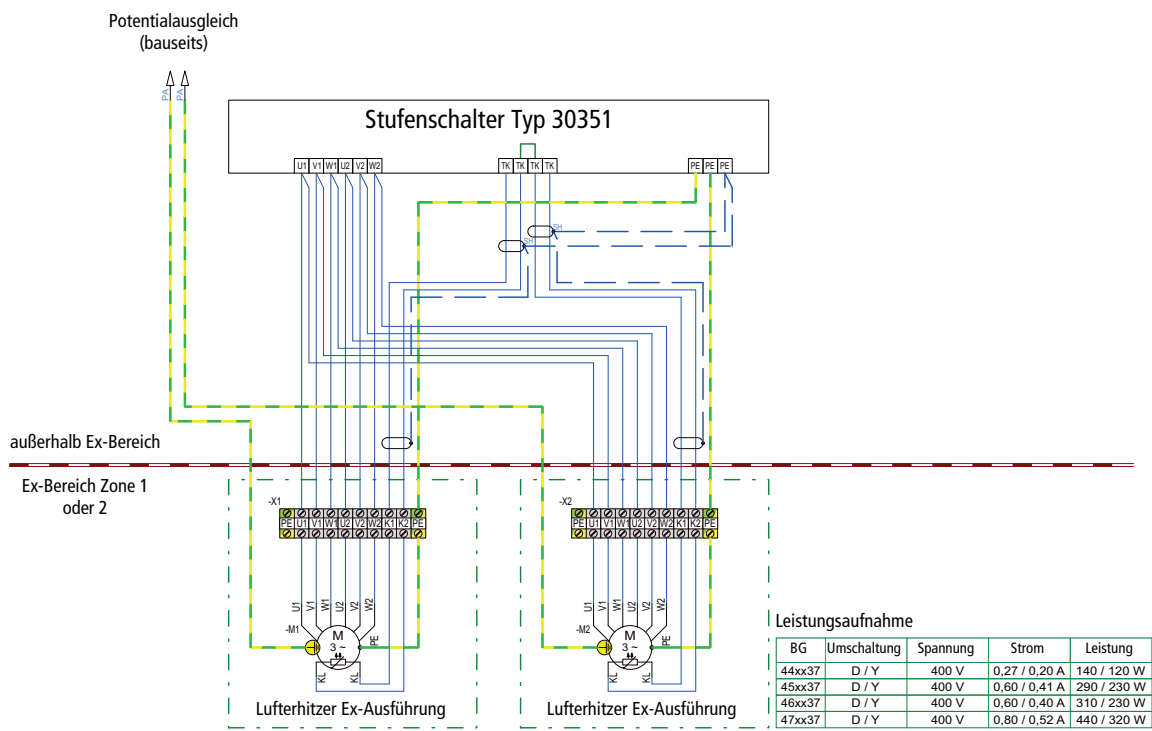 Potentialausgleich
(bauseits)
PA PA
Stufenschalter Typ 30351
U1 V1 W1 U2 V2 W2 TK TK TK TK PE PE PE
SH
SH
außerhalb Ex-Bereich
Ex-Bereich Zone 1
oder 2
-X1
PE U1 V1 W1 U2 V2 W2 K1 K2 PE
-X2
PE U1 V1 W1 U2 V2 W2 K1 K2 PE
U1 V1 W1 U2 V2 W2
-M1
M
3 ~
PE
KL KL
Lufterhitzer Ex-Ausführung
U1 V1 W1 U2 V2 W2
-M2
M
3 ~
PE
KL KL
Lufterhitzer Ex-Ausführung
Leistungsaufnahme
BG Umschaltung Spannung Strom Leistung
44xx37 D / Y 400 V 0,27 / 0,20 A 140 / 120 W
45xx37 D / Y 400 V 0,60 / 0,41 A 290 / 230 W
46xx37 D / Y 400 V 0,60 / 0,40 A 310 / 230 W
47xx37 D / Y 400 V 0,80 / 0,52 A 440 / 320 W